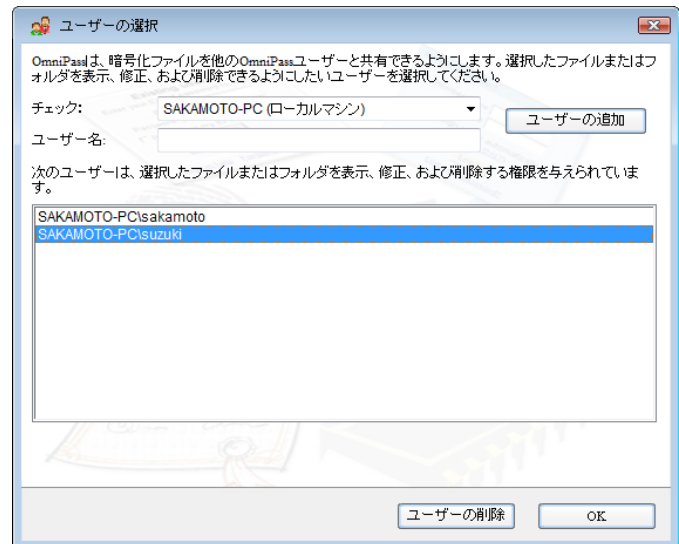 ユーザーの選択
OmniPassは、暗号化ファイルを他のOmniPassユーザーと共有できるようにします。選択したファイルまたはフ
ォルダを表示、修正、および削除できるようにしたいユーザーを選択してください。
チェック:
SAKAMOTO-PC (ローカルマシン)
ユーザーの追加
ユーザー名:
次のユーザーは、選択したファイルまたはフォルダを表示、修正、および削除する権限を与えられていま
す。
SAKAMOTO-PC\sakamoto
SAKAMOTO-PC\suzuki
ユーザーの削除
OK